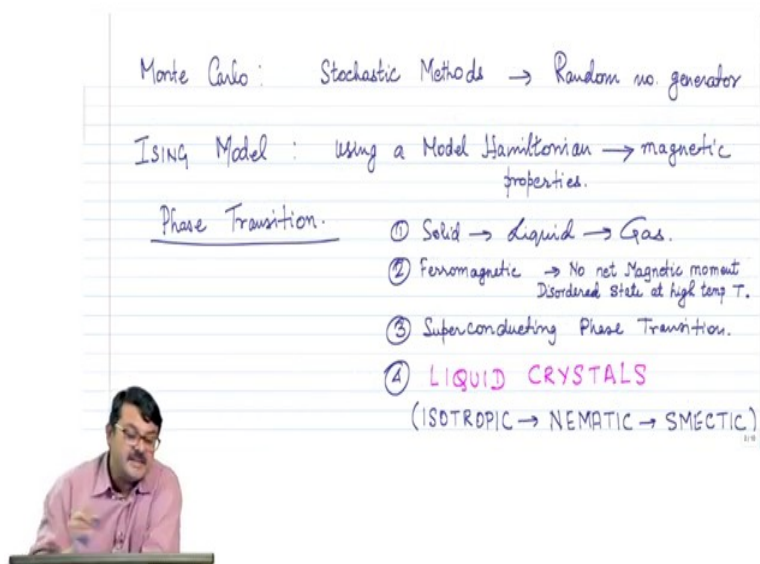 Monte Carlo : Stochastic Methods → Random no. generator
ISING Model : Using a Model Hamiltonian → magnetic
properties.
Phase Transition.
① Solid → Liquid → Gas.
② Ferromagnetic → No net Magnetic moment
Disordered State at high temp T.
③ Superconducting Phase Transition.
④ LIQUID CRYSTALS
(ISOTROPIC → NEMATIC → SMECTIC)